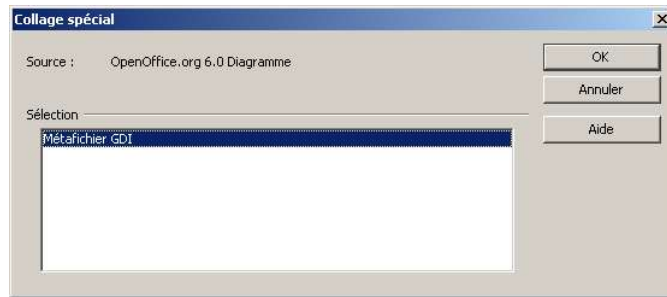 Collage spécial
Source : OpenOffice.org 6.0 Diagramme
OK
Annuler
Sélection
Aide
Métafichier GDI